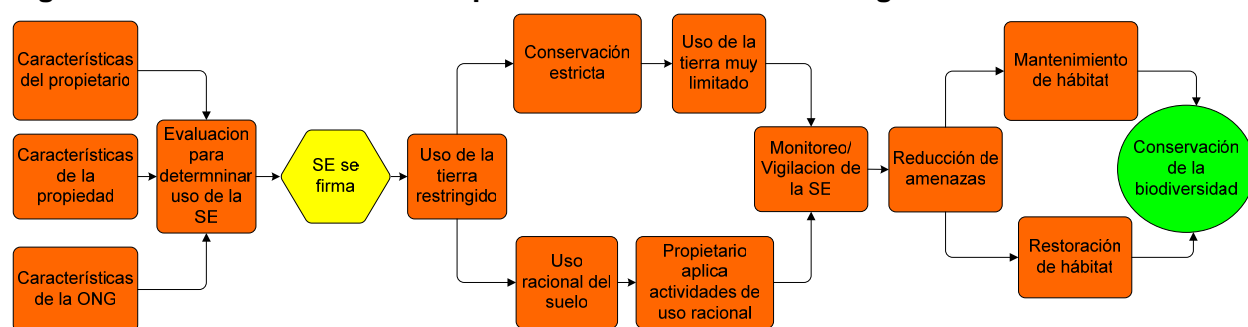 Características
del propietario
Características
de la
propiedad
Características
de la ONG
Evaluacion
para
determninar
uso de la
SE
SE se
firma
Uso de la
tierra
restringido
Conservación
estricta
Uso de la
tierra muy
limitado
Uso
racional del
suelo
Propietario
aplica
actividades de
uso racional
Monitoreo/
Vigilacion de
la SE
Reducción de
amenazas
Mantenimiento
de hábitat
Restoración
de hábitat
Conservación
de la
biodiversidad